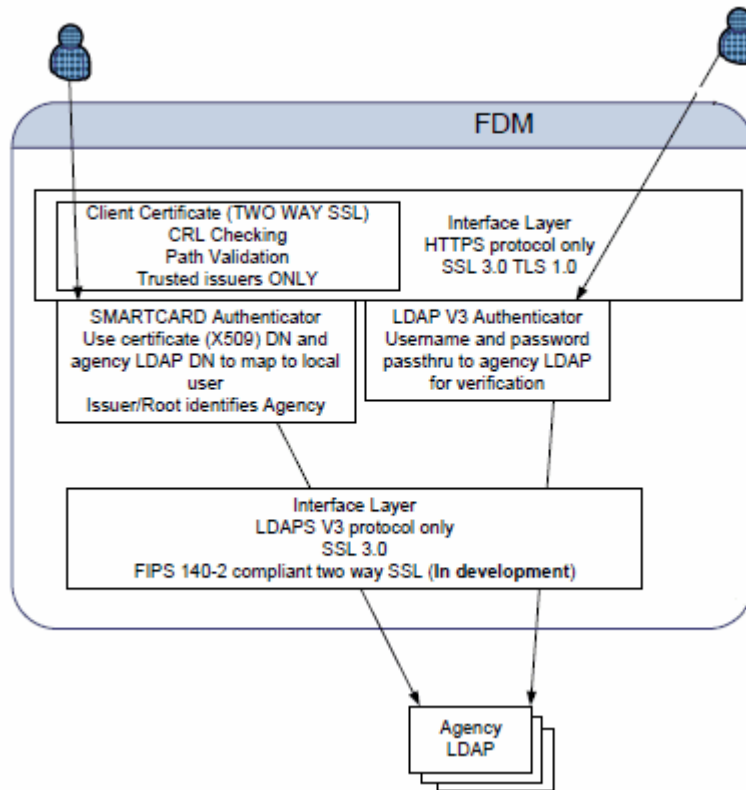 FDM
Client Certificate (TWO WAY SSL)
CRL Checking
Path Validation
Trusted issuers ONLY
Interface Layer
HTTPS protocol only
SSL 3.0 TLS 1.0
SMARTCARD Authenticator
Use certificate (X509) DN and
agency LDAP DN to map to local
user
Issuer/Root identifies Agency
LDAP V3 Authenticator
Username and password
passthru to agency LDAP
for verification
Interface Layer
LDAPS V3 protocol only
SSL 3.0
FIPS 140-2 compliant two way SSL (In development)
Agency
LDAP